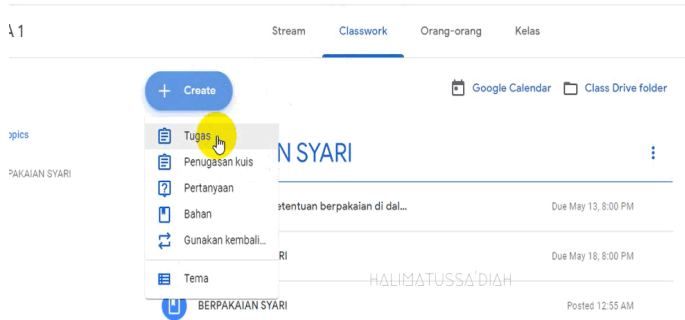 A 1
Stream Classwork Orang-orang Kelas
+ Create
Google Calendar Class Drive folder
opics
PAKAIAN SYARI
Tugas
Penugasan kuis
Pertanyaan
Bahan
Gunakan kembali...
Tema
N SYARI
etentuan berpakaian di dal... Due May 13, 8:00 PM
RI Due May 18, 8:00 PM
HALIMATUSSA'DIAH
BERPAKAIAN SYARI Posted 12:55 AM